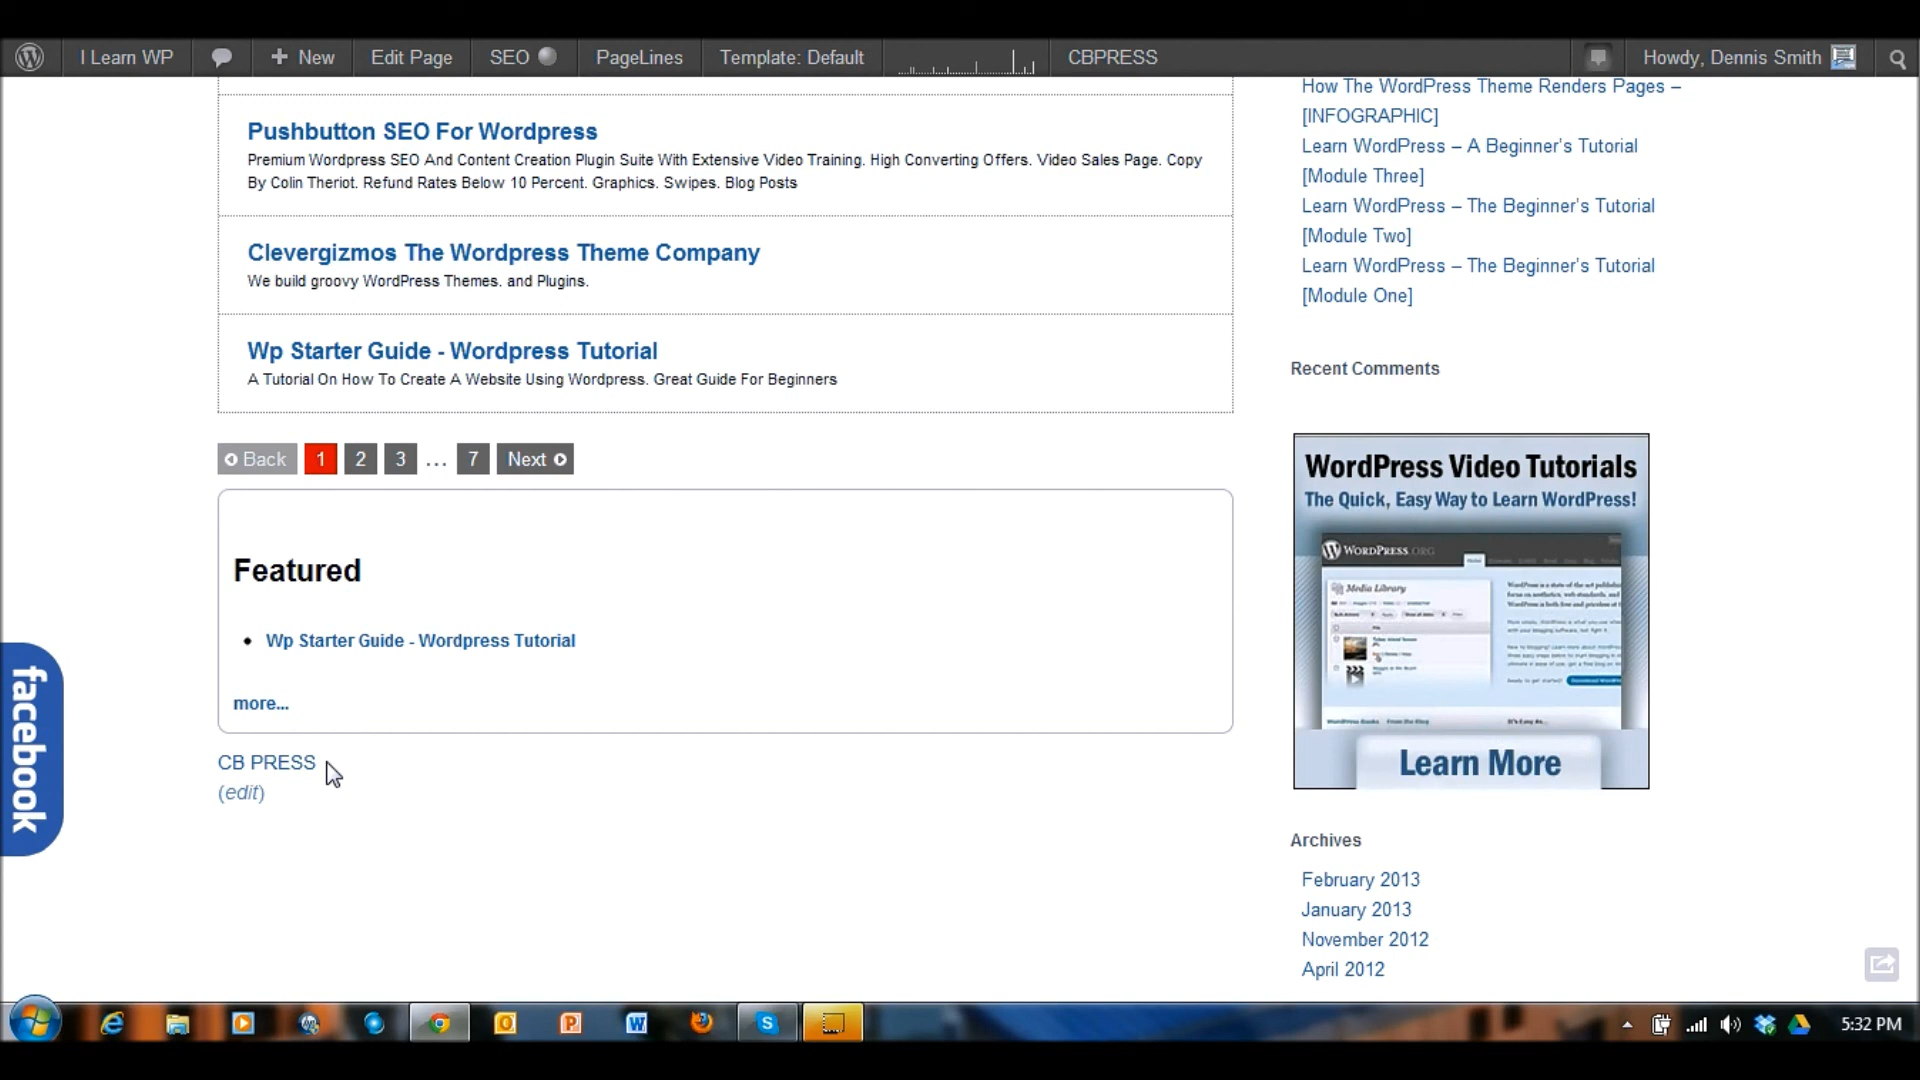 I Learn WP
New
Edit Page
SEO
PageLines
Template: Default
CBPRESS
Howdy, Dennis Smith
Pushbutton SEO For Wordpress
Premium Wordpress SEO And Content Creation Plugin Suite With Extensive Video Training. High Converting Offers. Video Sales Page. Copy
By Colin Theriot. Refund Rates Below 10 Percent. Graphics. Swipes. Blog Posts
Clevergizmos The Wordpress Theme Company
We build groovy WordPress Themes. and Plugins.
Wp Starter Guide - Wordpress Tutorial
A Tutorial On How To Create A Website Using Wordpress. Great Guide For Beginners
Back 1 2 3 ... 7 Next
Featured
Wp Starter Guide - Wordpress Tutorial
more...
CB PRESS
(edit)
facebook
How The WordPress Theme Renders Pages –
[INFOGRAPHIC]
Learn WordPress – A Beginner's Tutorial
[Module Three]
Learn WordPress – The Beginner's Tutorial
[Module Two]
Learn WordPress – The Beginner's Tutorial
[Module One]
Recent Comments
WordPress Video Tutorials
The Quick, Easy Way to Learn WordPress!
WORDPRESS.ORG
Media Library
Learn More
Archives
February 2013
January 2013
November 2012
April 2012
5:32 PM